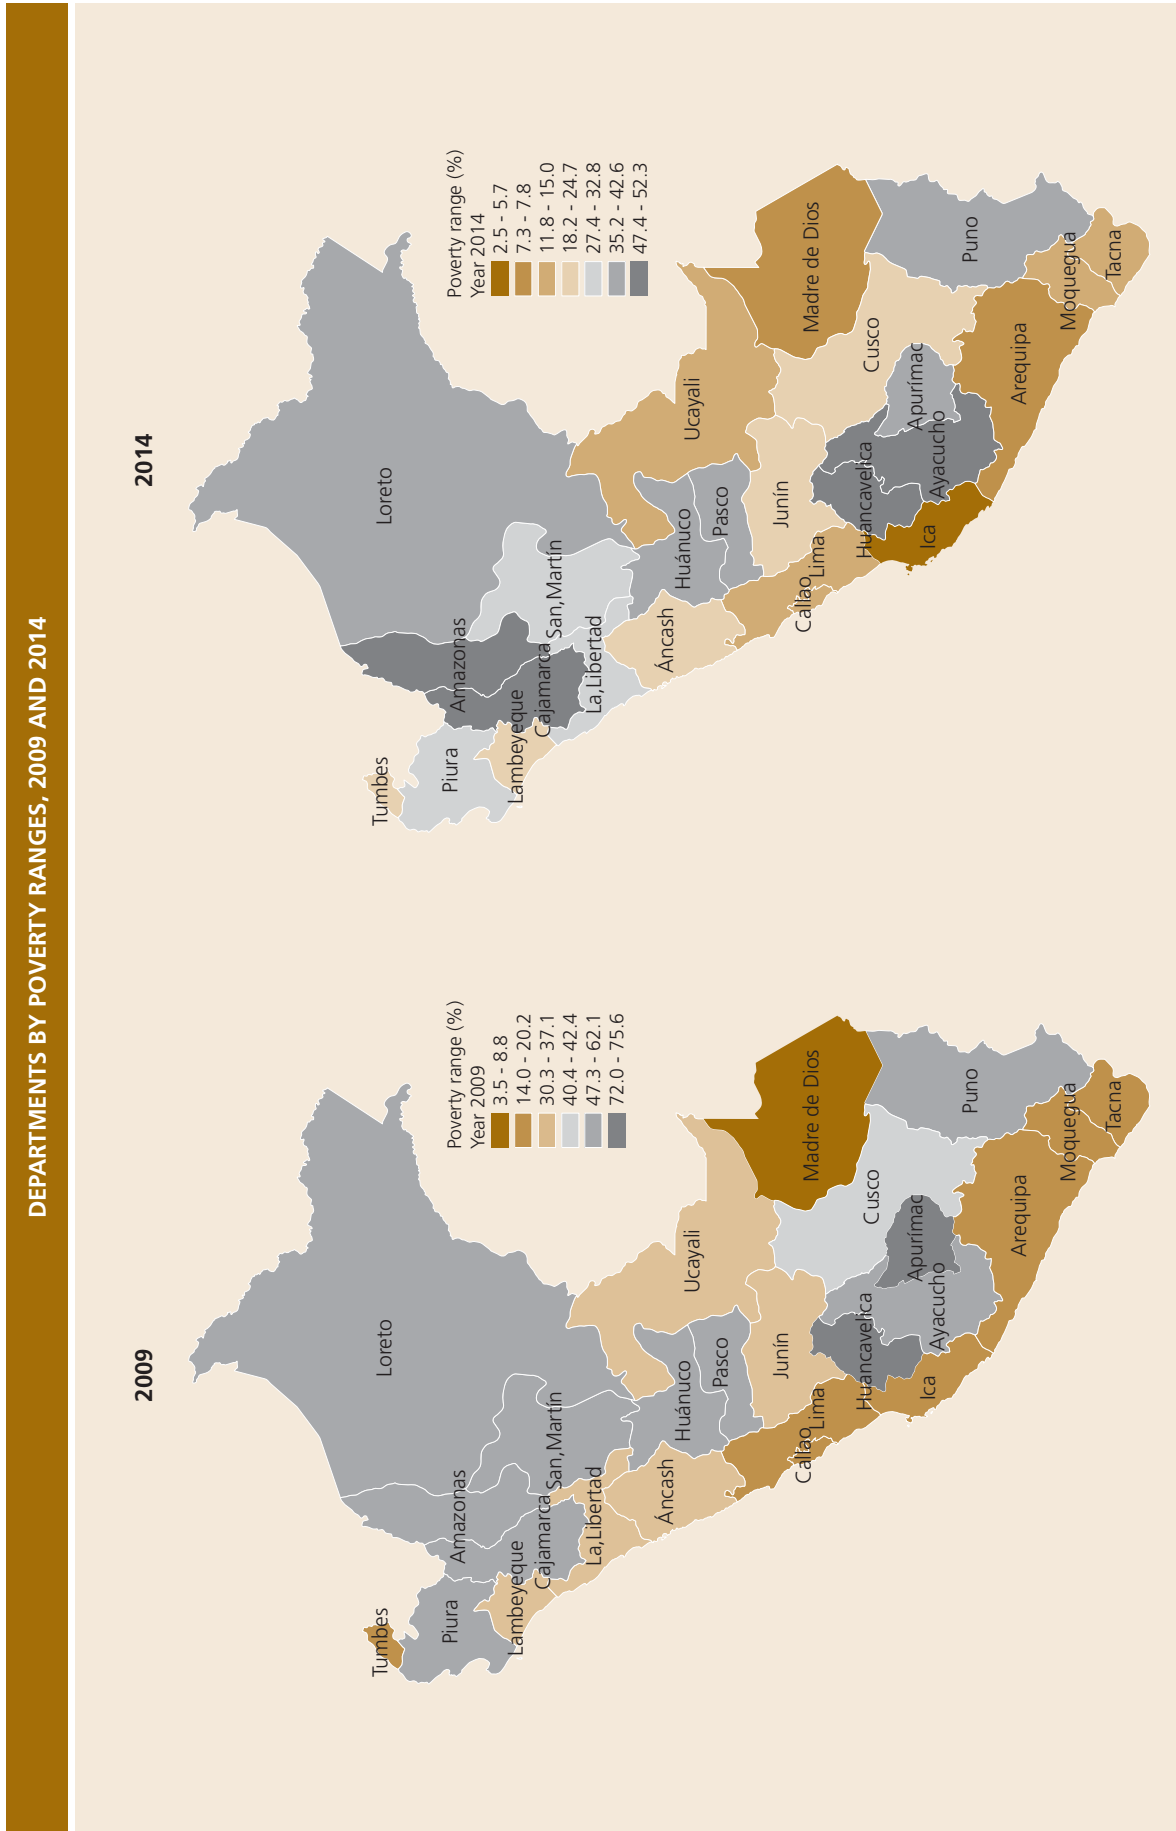 DEPARTMENTS BY POVERTY RANGES, 2009 AND 2014
2009
Poverty range (%)
Year 2009
3.5 - 8.8
14.0 - 20.2
30.3 - 37.1
40.4 - 42.4
47.3 - 62.1
72.0 - 75.6
Tumbes
Piura
Lambeyeque
Cajamarca
Amazonas
Loreto
San,Martín
La,Libertad
Áncash
Huánuco
Pasco
Ucayali
Junín
Callao
Lima
Madre de Dios
Cusco
Huancavelica
Ica
Ayacucho
Apurímac
Puno
Arequipa
Moquegua
Tacna
2014
Poverty range (%)
Year 2014
2.5 - 5.7
7.3 - 7.8
11.8 - 15.0
18.2 - 24.7
27.4 - 32.8
35.2 - 42.6
47.4 - 52.3
Tumbes
Piura
Lambeyeque
Cajamarca
Amazonas
Loreto
San,Martín
La,Libertad
Áncash
Huánuco
Pasco
Ucayali
Junín
Callao
Lima
Madre de Dios
Cusco
Huancavelica
Ica
Ayacucho
Apurímac
Puno
Arequipa
Moquegua
Tacna